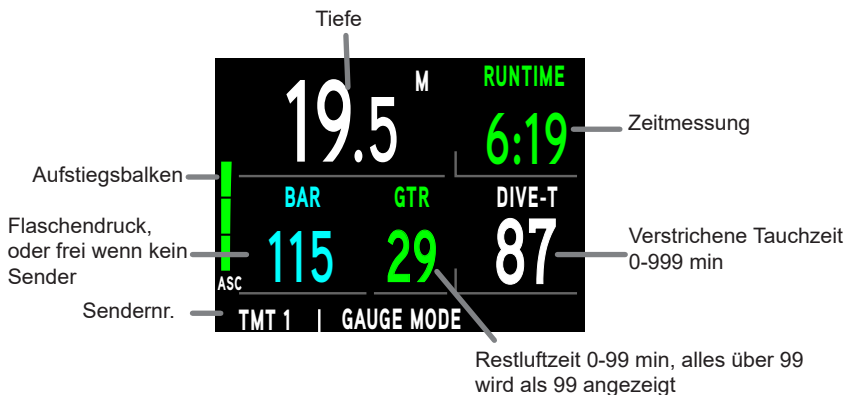 Tiefe
M
RUNTIME
19.5
6:19
Zeitmessung
Aufstiegsbalken
BAR
GTR
DIVE-T
Flaschendruck,
oder frei wenn kein
Sender
115
29
87
Verstrichene Tauchzeit
0-999 min
ASC
Sendernr.
TMT 1 | GAUGE MODE
Restluftzeit 0-99 min, alles über 99
wird als 99 angezeigt